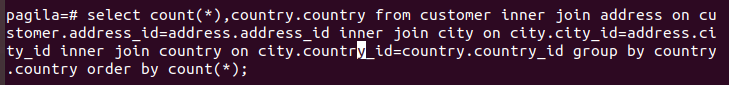 pagila=# select count(*),country.country from customer inner join address on cu
stomer.address_id=address.address_id inner join city on city.city_id=address.ci
ty_id inner join country on city.country_id=country.country_id group by country
.country order by count(*);